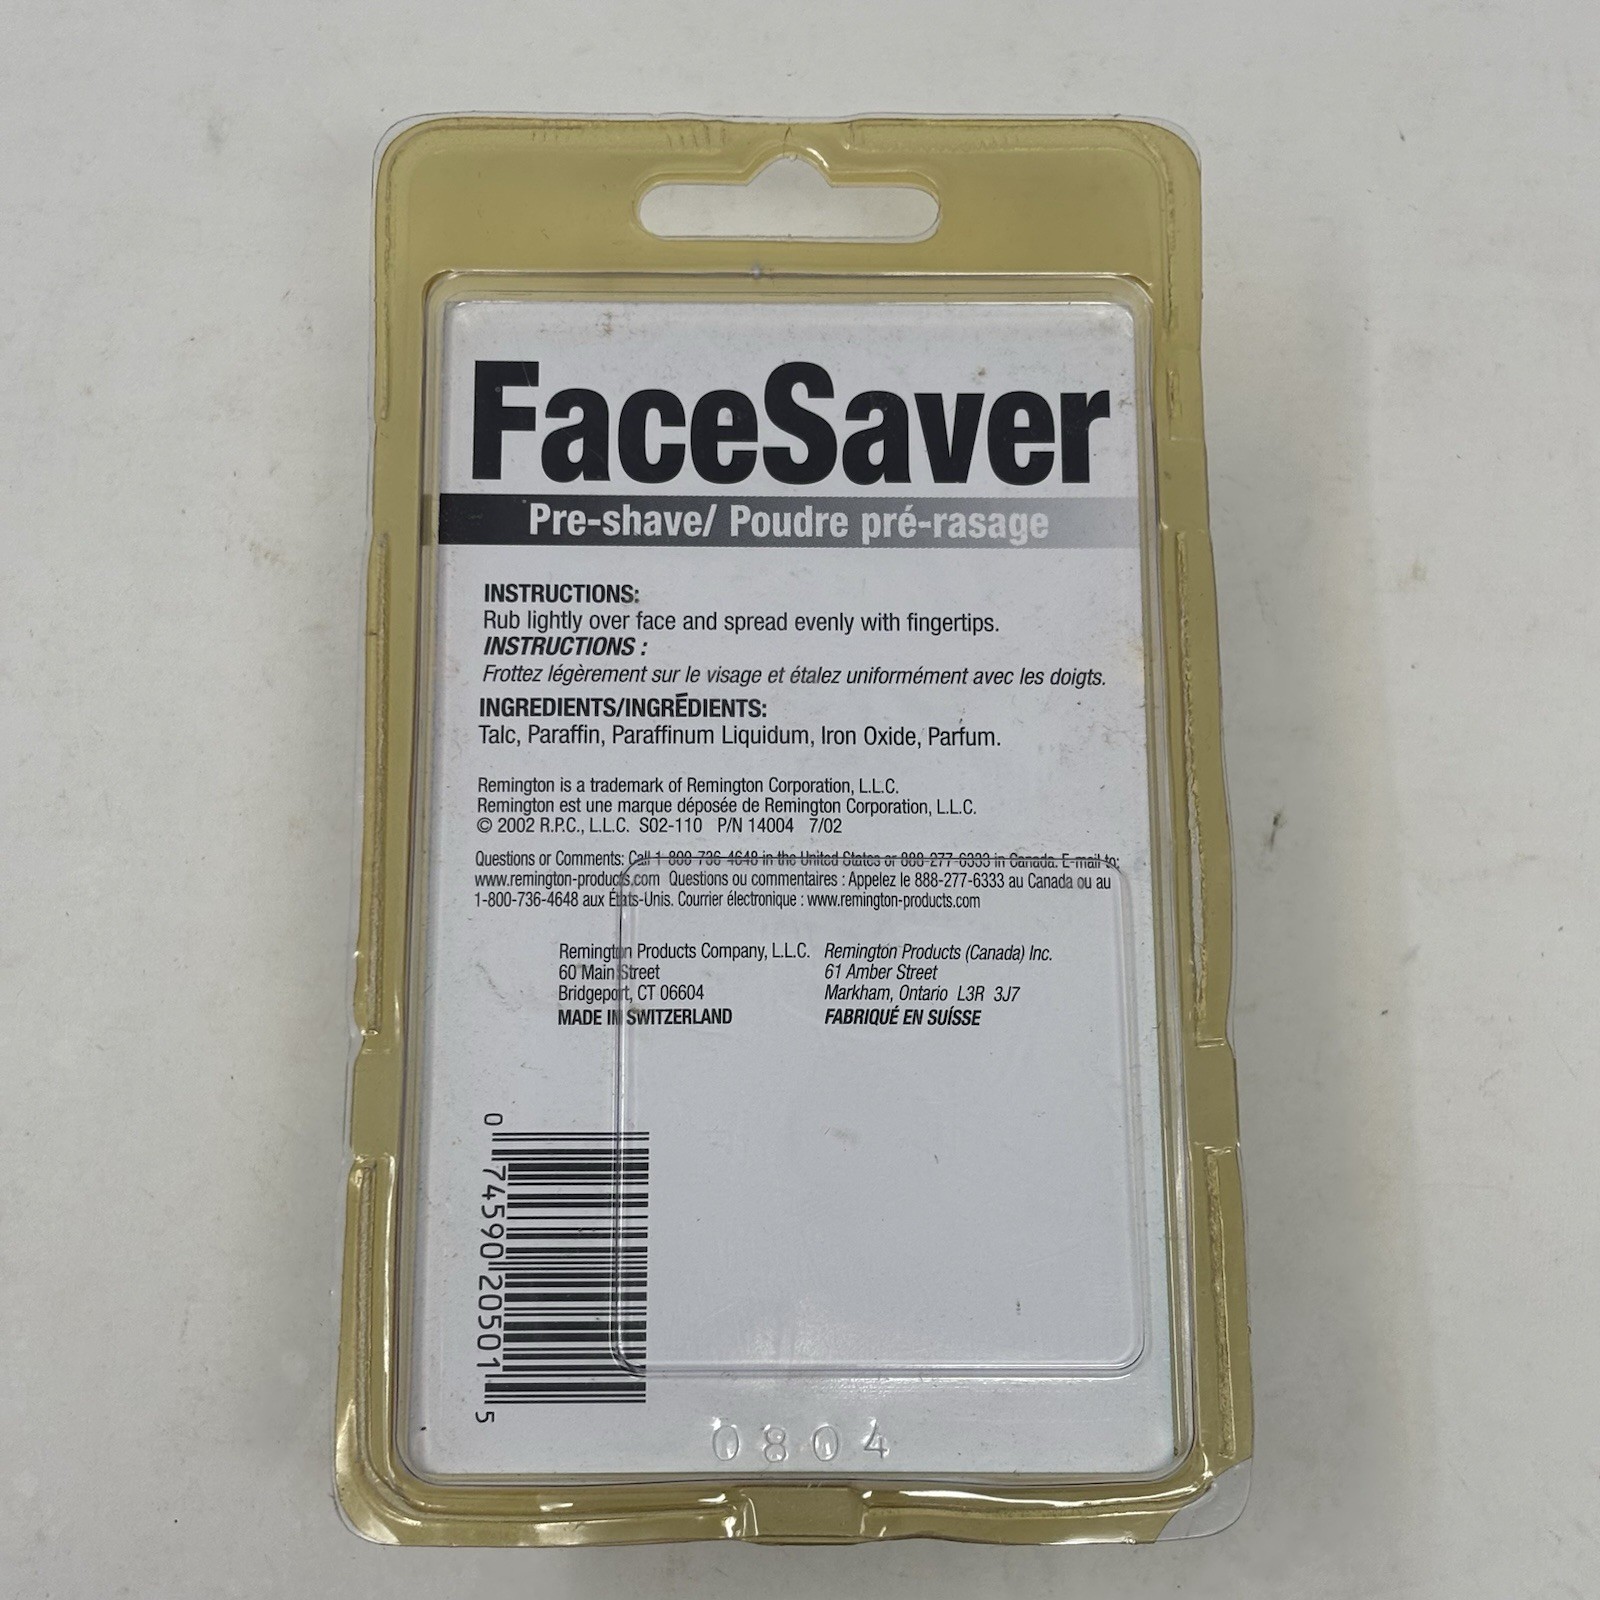 FaceSaver
Pre-shave/ Poudre pré-rasage
INSTRUCTIONS:
Rub lightly over face and spread evenly with fingertips.
INSTRUCTIONS :
Frottez légèrement sur le visage et étalez uniformément avec les doigts.
INGREDIENTS/INGRÉDIENTS:
Talc, Paraffin, Paraffinum Liquidum, Iron Oxide, Parfum.
Remington is a trademark of Remington Corporation, L.L.C.
Remington est une marque déposée de Remington Corporation, L.L.C.
© 2002 R.P.C., L.L.C. S02-110 P/N 14004 7/02
Questions or Comments: Call 1-800-736-4648 in the United States or 888-277-6333 in Canada. E-mail to:
www.remington-products.com Questions ou commentaires : Appelez le 888-277-6333 au Canada ou au
1-800-736-4648 aux États-Unis. Courrier électronique : www.remington-products.com
Remington Products Company, L.L.C.
60 Main Street
Bridgeport, CT 06604
MADE IN SWITZERLAND
Remington Products (Canada) Inc.
61 Amber Street
Markham, Ontario L3R 3J7
FABRIQUÉ EN SUÍSSE
0 74590 20501 5
0804